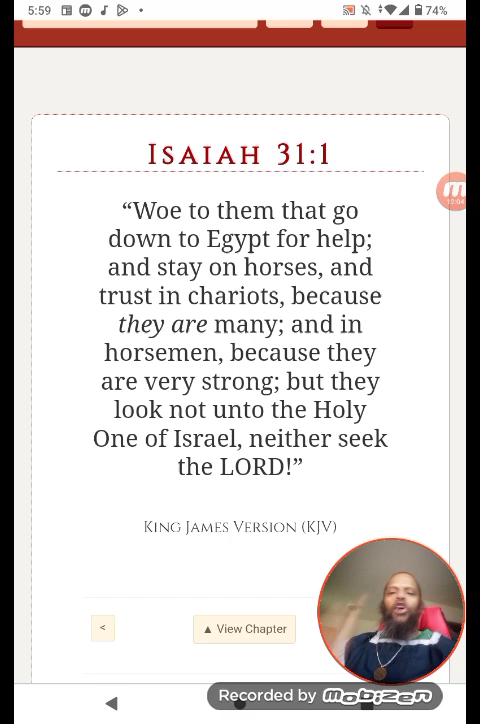 5:59
74%
ISAIAH 31:1
“Woe to them that go
down to Egypt for help;
and stay on horses, and
trust in chariots, because
they are many; and in
horsemen, because they
are very strong; but they
look not unto the Holy
One of Israel, neither seek
the LORD!”
KING JAMES VERSION (KJV)
<
▲ View Chapter
Recorded by mobizen